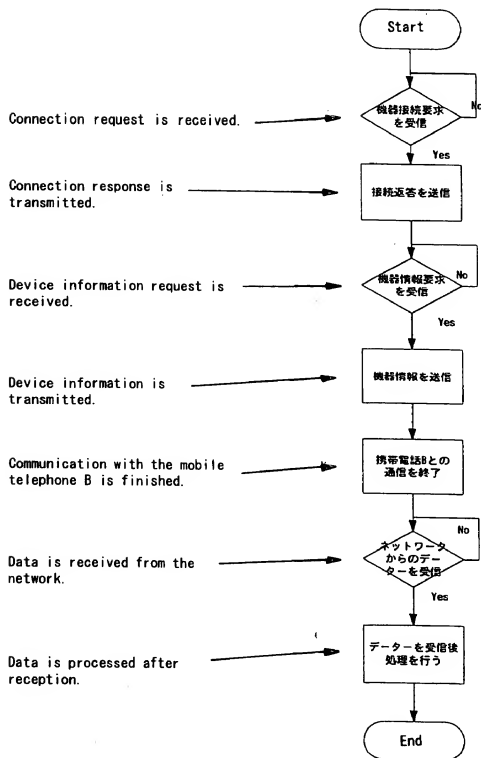 Start
Connection request is received.
機器接続要求
を受信
No
Yes
Connection response is
transmitted.
接続返答を送信
Device information request is
received.
機器情報要求
を受信
No
Yes
Device information is
transmitted.
機器情報を送信
Communication with the mobile
telephone B is finished.
携帯電話Bとの
通信を終了
Data is received from the
network.
ネットワーク
からのデー
ターを受信
No
Yes
Data is processed after
reception.
データーを受信後
処理を行う
End